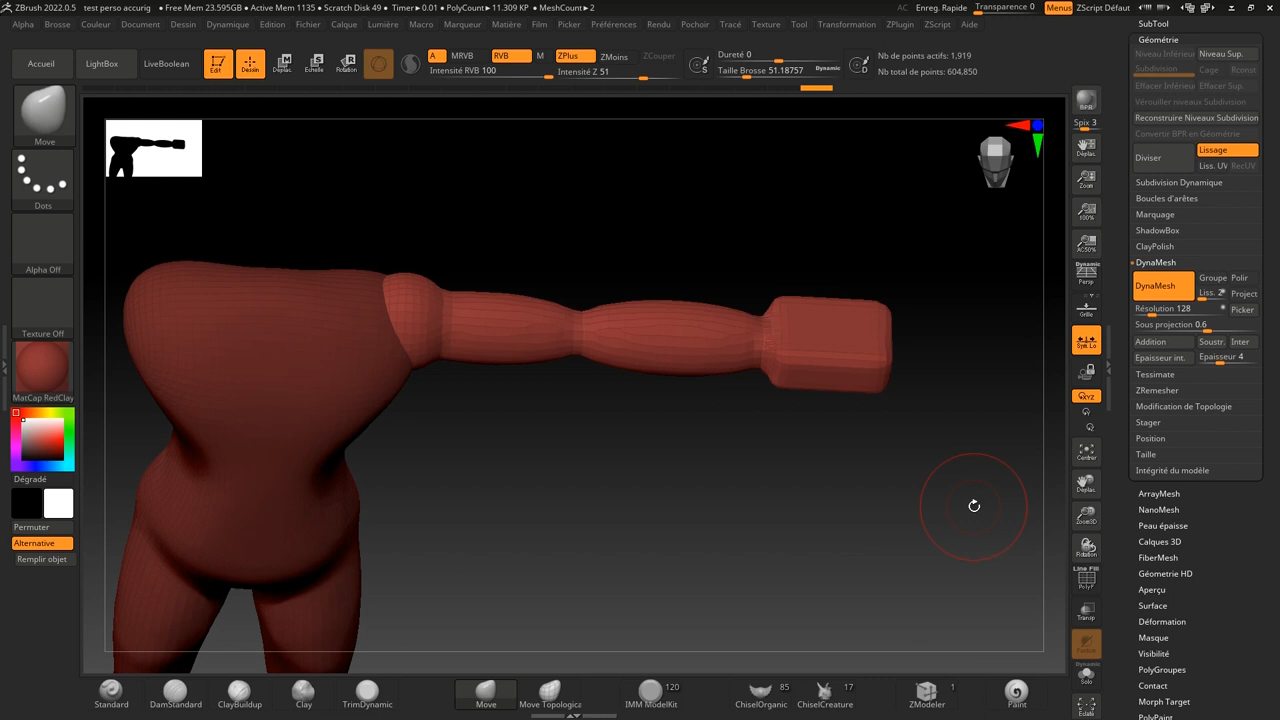 ZBrush 2022.0.5 test perso accurig • Free Mem 23.595GB • Active Mem 1135 • Scratch Disk 49 • Timer▸0.01 • PolyCount▸11.309 KP • MeshCount▸2 AC Enreg. Rapide Transparence 0 Menus ZScript Défaut
Alpha Brosse Couleur Document Dessin Dynamique Edition Fichier Calque Lumière Macro Marqueur Matière Film Picker Préférences Rendu Pochoir Tracé Texture Tool Transformation ZPlugin ZScript Aide
Accueil LightBox LiveBoolean Edit Dessin Déplac. Echelle Rotation
A MRVB RVB M ZPlus ZMoins ZCouper
Intensité RVB 100 Intensité Z 51
Dureté 0
Taille Brosse 51.18757 Dynamic
S D
Nb de points actifs: 1,919
Nb total de points: 604,850
Move
Dots
Alpha Off
Texture Off
MatCap RedClay
Dégradé
Permuter
Alternative
Remplir objet
BPR
Spix 3
Déplac.
Zoom
100%
AC50%
Dynamic
Persp
Grille
Sym.Lo
XYZ
Centrer
Déplac.
Zoom3D
Rotation
Line Fill
PolyF
Transp
Dynamic
Solo
Eclaté
SubTool
Géométrie
Niveau Inférieur Niveau Sup.
Subdivision Cage Rconst
Effacer Inférieur Effacer Sup.
Vérouiller niveaux Subdivision
Reconstruire Niveaux Subdivision
Convertir BPR en Géométrie
Diviser Lissage
Liss. UV RecUV
Subdivision Dynamique
Boucles d'arêtes
Marquage
ShadowBox
ClayPolish
DynaMesh
DynaMesh Groupe Polir
Liss. 2 Project
Résolution 128 Picker
Sous projection 0.6
Addition Soustr. Inter
Epaisseur int. Epaisseur 4
Tessimate
ZRemesher
Modification de Topologie
Stager
Position
Taille
Intégrité du modèle
ArrayMesh
NanoMesh
Peau épaisse
Calques 3D
FiberMesh
Géometrie HD
Aperçu
Surface
Déformation
Masque
Visibilité
PolyGroupes
Contact
Morph Target
PolyPaint
Standard DamStandard ClayBuildup Clay TrimDynamic Move Move Topologica IMM ModelKit 120 ChiselOrganic 85 ChiselCreature 17 ZModeler 1 Paint